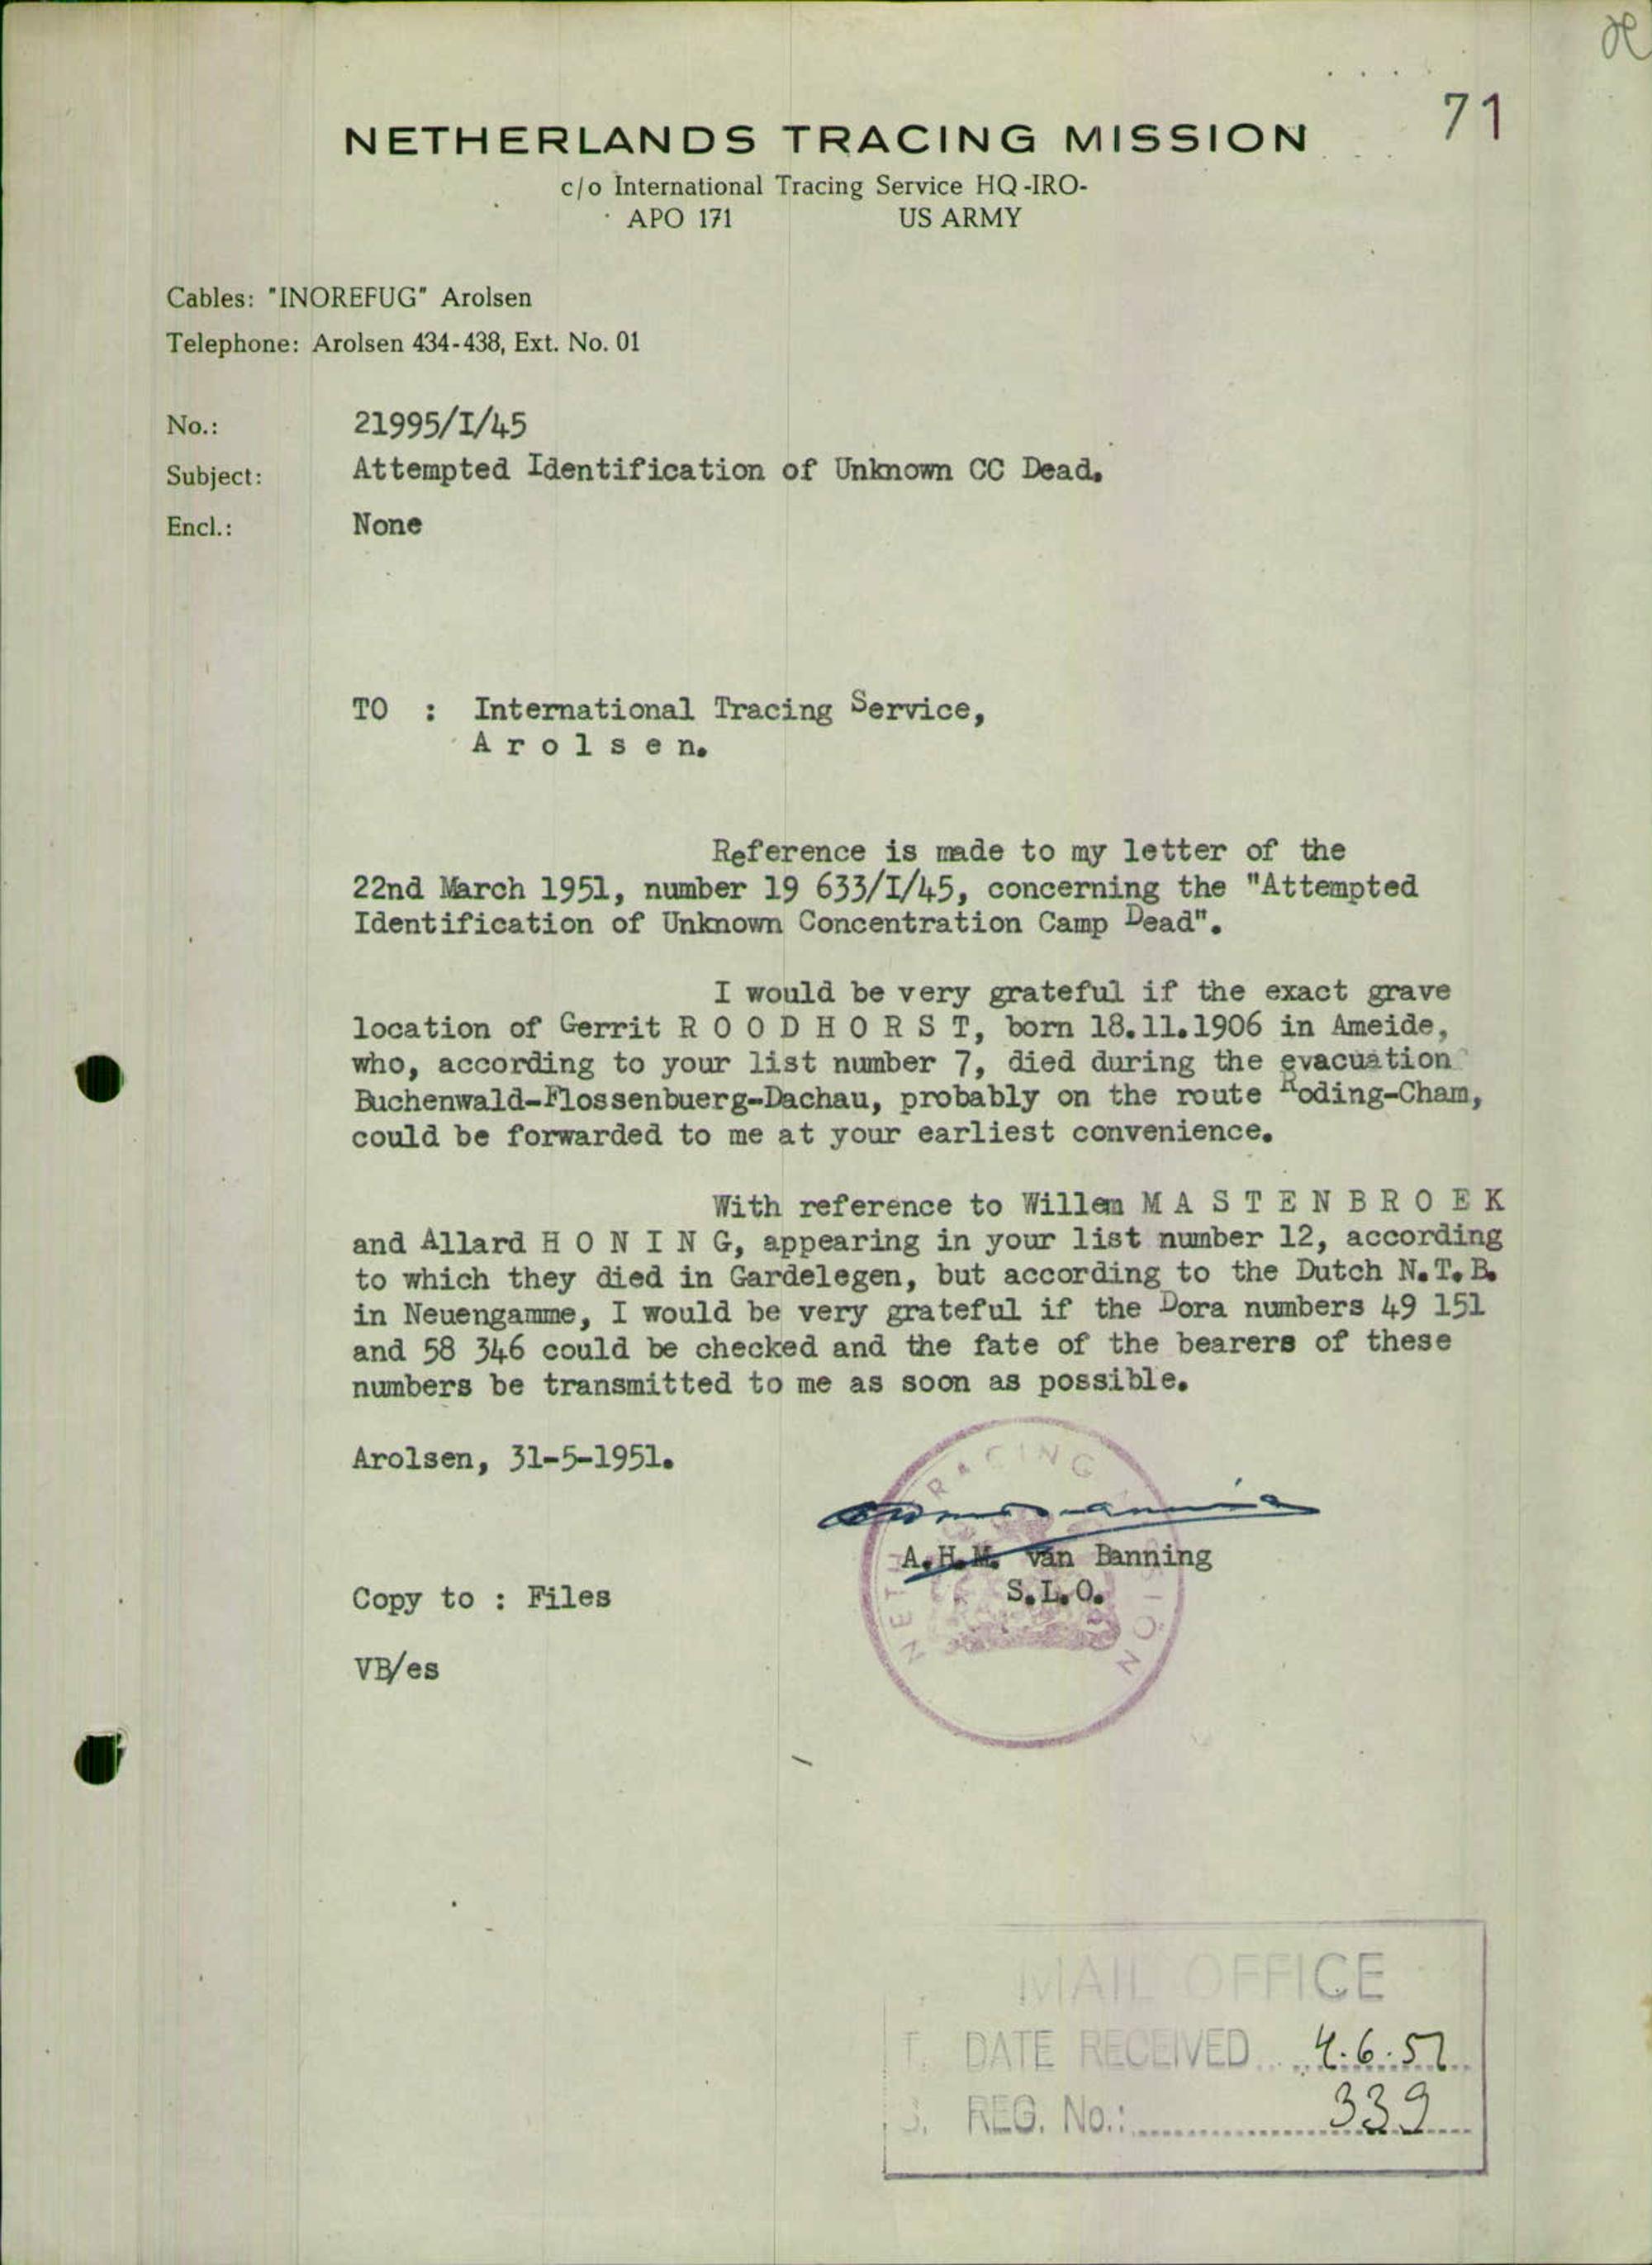 71
NETHERLANDS TRACING MISSION
c/o International Tracing Service HQ-IRO-
APO 171 US ARMY
Cables: "INOREFUG" Arolsen
Telephone: Arolsen 434-438, Ext. No. 01
No.: 21995/I/45
Subject: Attempted Identification of Unknown CC Dead.
Encl.: None
TO : International Tracing Service,
A r o l s e n.
Reference is made to my letter of the
22nd March 1951, number 19 633/I/45, concerning the "Attempted
Identification of Unknown Concentration Camp Dead".
I would be very grateful if the exact grave
location of Gerrit R O O D H O R S T, born 18.11.1906 in Ameide,
who, according to your list number 7, died during the evacuation
Buchenwald-Flossenbuerg-Dachau, probably on the route Roding-Cham,
could be forwarded to me at your earliest convenience.
With reference to Willem M A S T E N B R O E K
and Allard H O N I N G, appearing in your list number 12, according
to which they died in Gardelegen, but according to the Dutch N.T.B.
in Neuengamme, I would be very grateful if the Dora numbers 49 151
and 58 346 could be checked and the fate of the bearers of these
numbers be transmitted to me as soon as possible.
Arolsen, 31-5-1951.
A.H.M. van Banning
S.L.O.
Copy to : Files
VB/es
MAIL OFFICE
DATE RECEIVED 4.6.51
REG. No.: 339